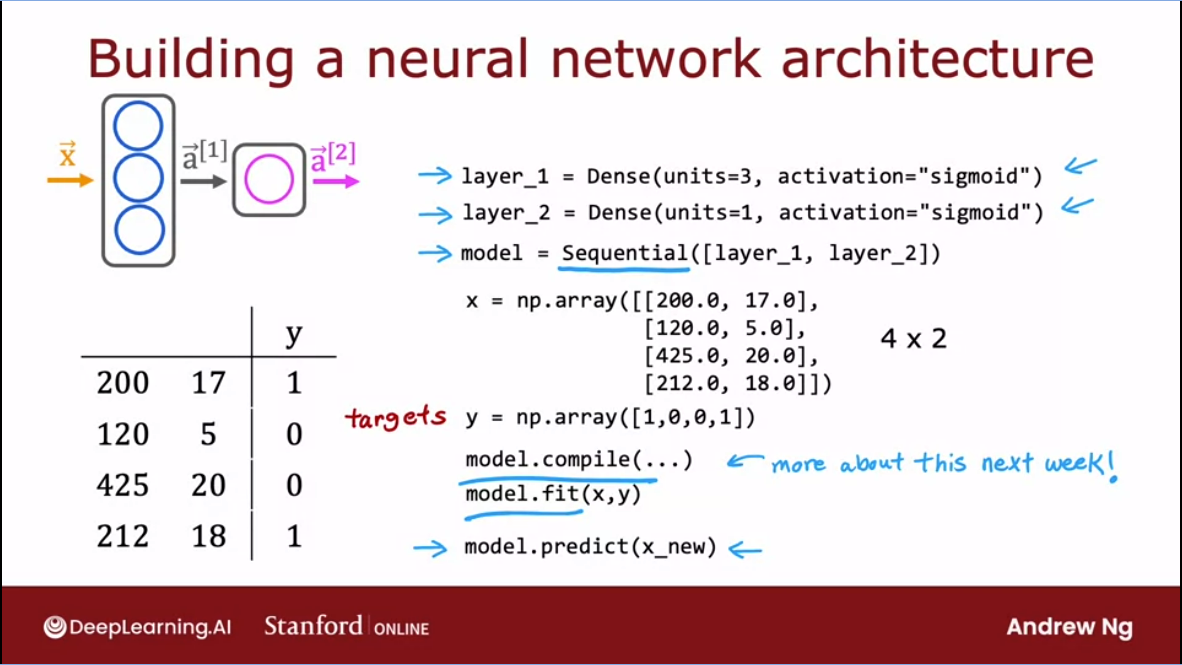 Building a neural network architecture
x⃗
a⃗[1]
a⃗[2]
layer_1 = Dense(units=3, activation="sigmoid")
layer_2 = Dense(units=1, activation="sigmoid")
model = Sequential([layer_1, layer_2])
x = np.array([[200.0, 17.0],
[120.0, 5.0],
[425.0, 20.0],
[212.0, 18.0]])
4 x 2
targets y = np.array([1,0,0,1])
model.compile(...) more about this next week!
model.fit(x,y)
model.predict(x_new)
y
200 17 1
120 5 0
425 20 0
212 18 1
DeepLearning.AI Stanford ONLINE Andrew Ng